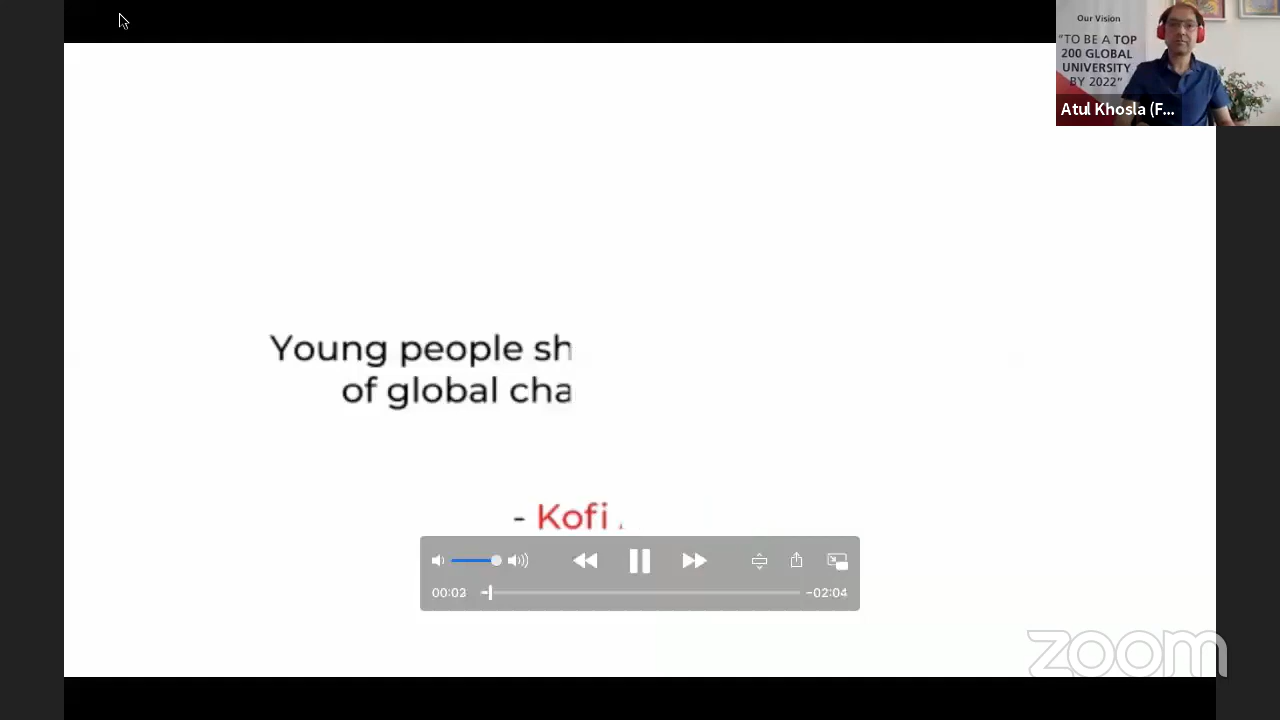 Our Vision
"TO BE A TOP
200 GLOBAL
UNIVERSITY
BY 2022"
Atul Khosla (F...
Young people sh
of global cha
- Kofi
00:02
-02:04
zoom